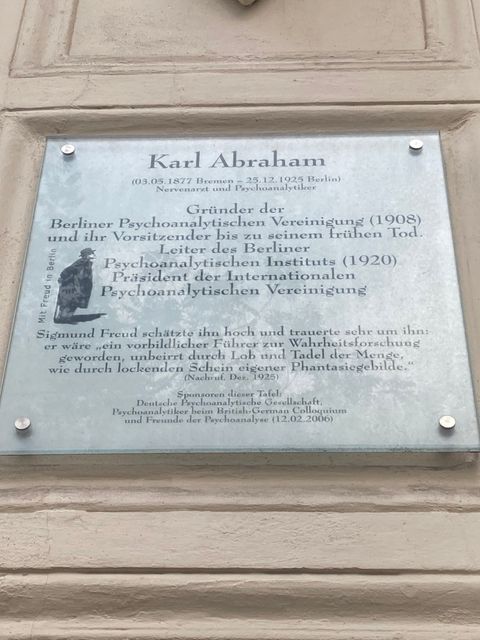 Karl Abraham
(03.05.1877 Bremen – 25.12.1925 Berlin)
Nervenarzt und Psychoanalytiker
Gründer der
Berliner Psychoanalytischen Vereinigung (1908)
und ihr Vorsitzender bis zu seinem frühen Tod.
Leiter des Berliner
Psychoanalytischen Instituts (1920)
Präsident der Internationalen
Psychoanalytischen Vereinigung
Mit Freud in Berlin
Sigmund Freud schätzte ihn hoch und trauerte sehr um ihn:
er wäre „ein vorbildlicher Führer zur Wahrheitsforschung
geworden, unbeirrt durch Lob und Tadel der Menge,
wie durch lockenden Schein eigener Phantasiegebilde.“
(Nachruf, Dez. 1925)
Sponsoren dieser Tafel:
Deutsche Psychoanalytische Gesellschaft,
Psychoanalytiker beim British-German Colloquium
und Freunde der Psychoanalyse (12.02.2006)